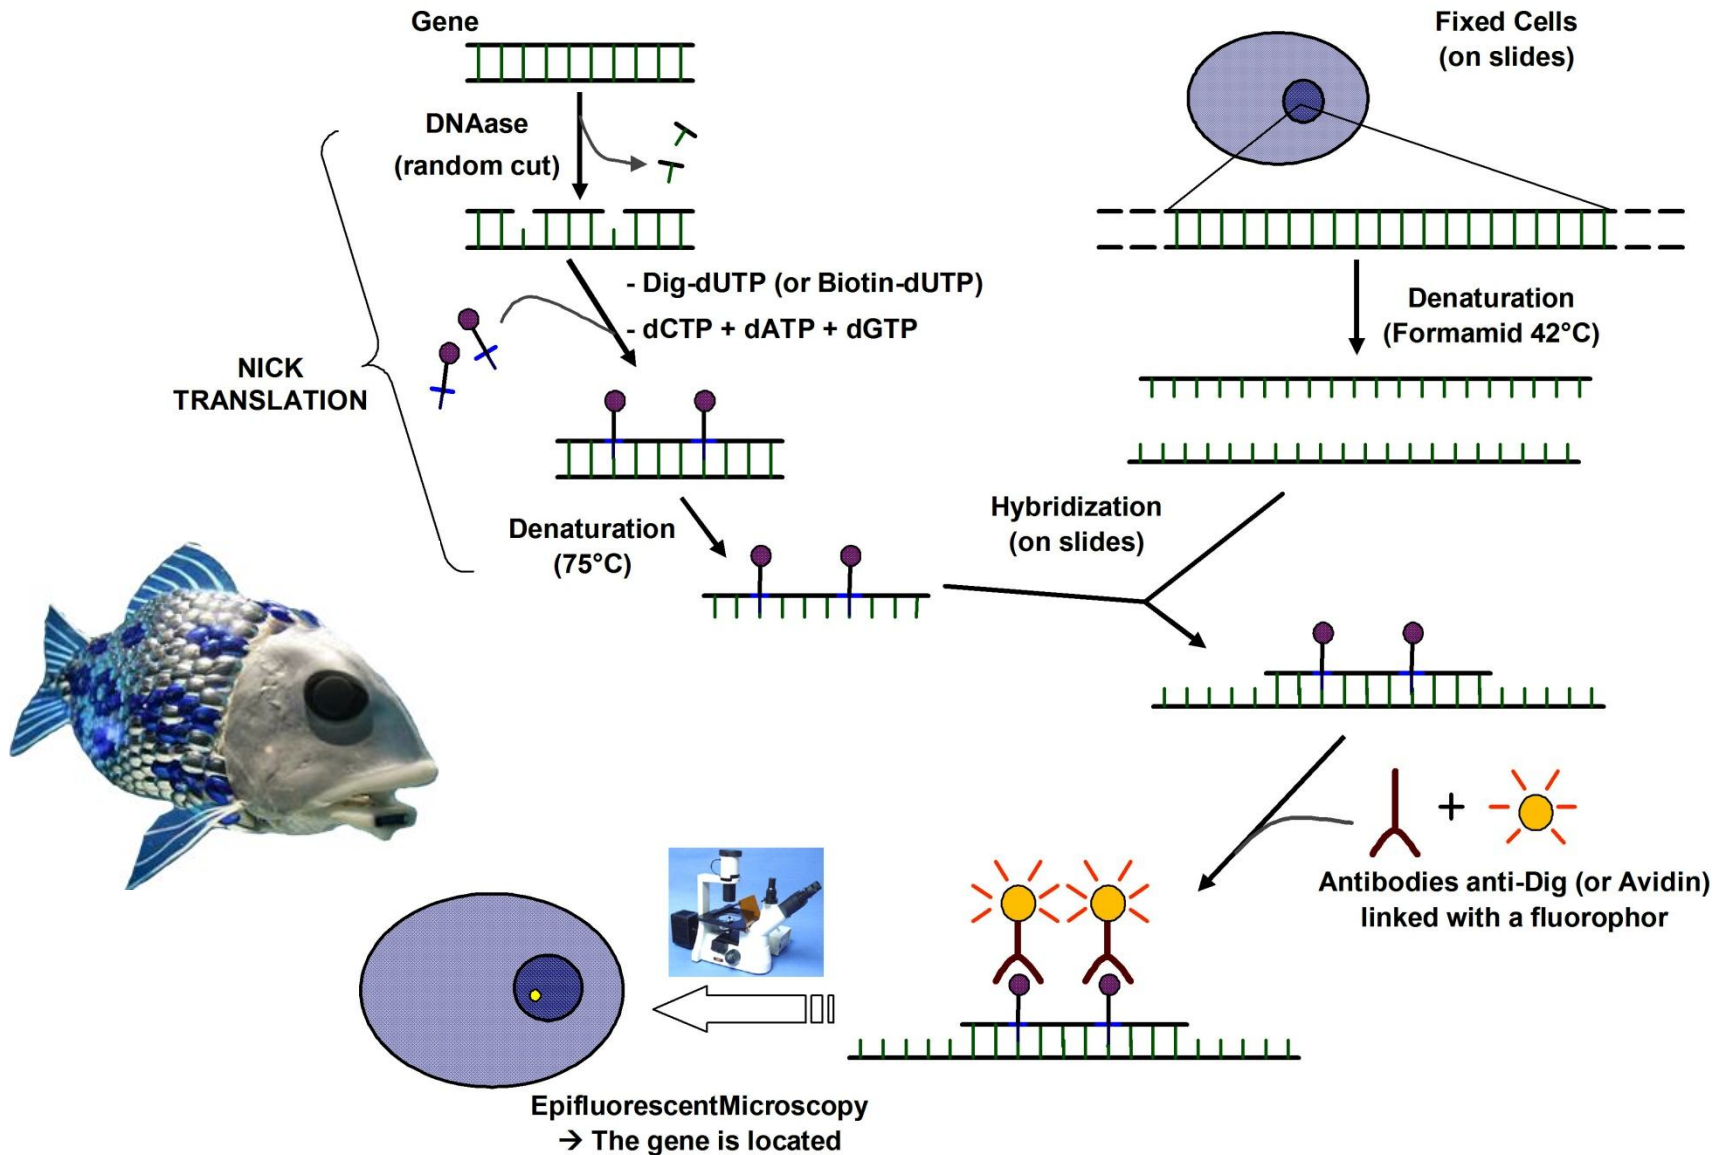 Gene
DNAase
(random cut)
- Dig-dUTP (or Biotin-dUTP)
- dCTP + dATP + dGTP
NICK
TRANSLATION
Denaturation
(75°C)
Fixed Cells
(on slides)
Denaturation
(Formamid 42°C)
Hybridization
(on slides)
+
Antibodies anti-Dig (or Avidin)
linked with a fluorophor
EpifluorescentMicroscopy
→ The gene is located